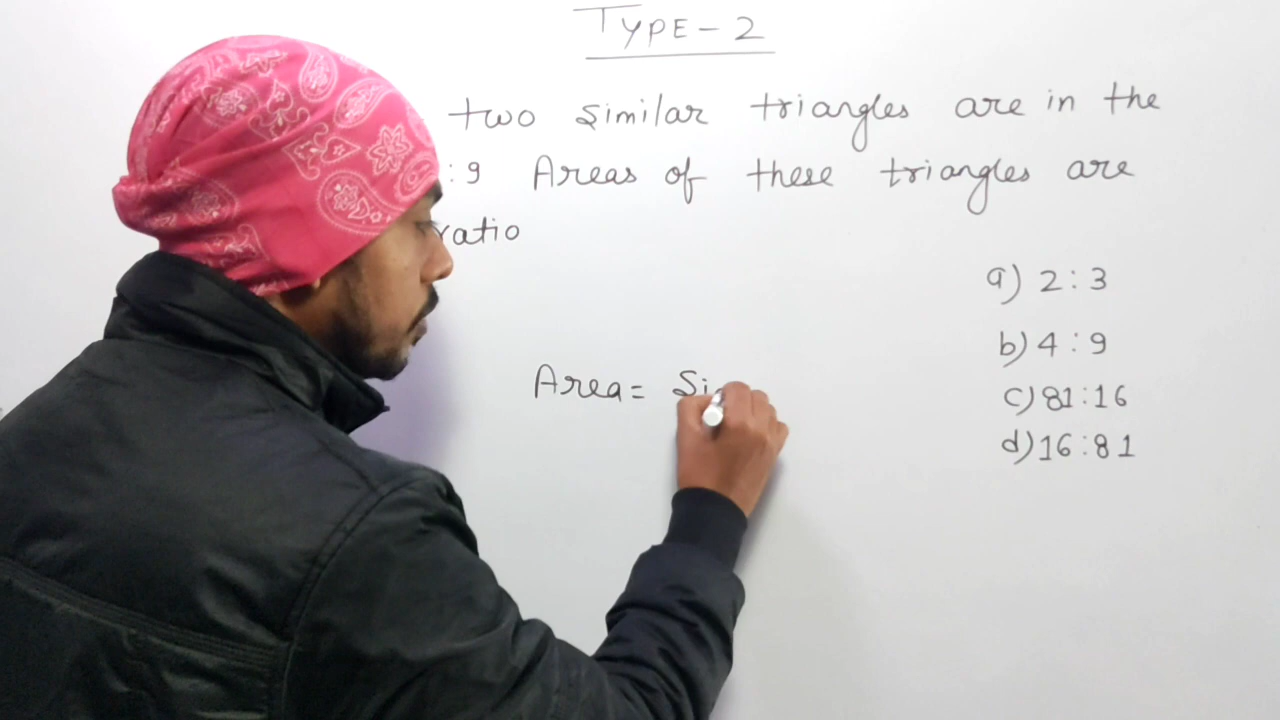 TYPE-2
two similar triangles are in the
:9 Areas of these triangles are
ratio
a) 2:3
b) 4:9
Area= Si
c) 81:16
d) 16:81